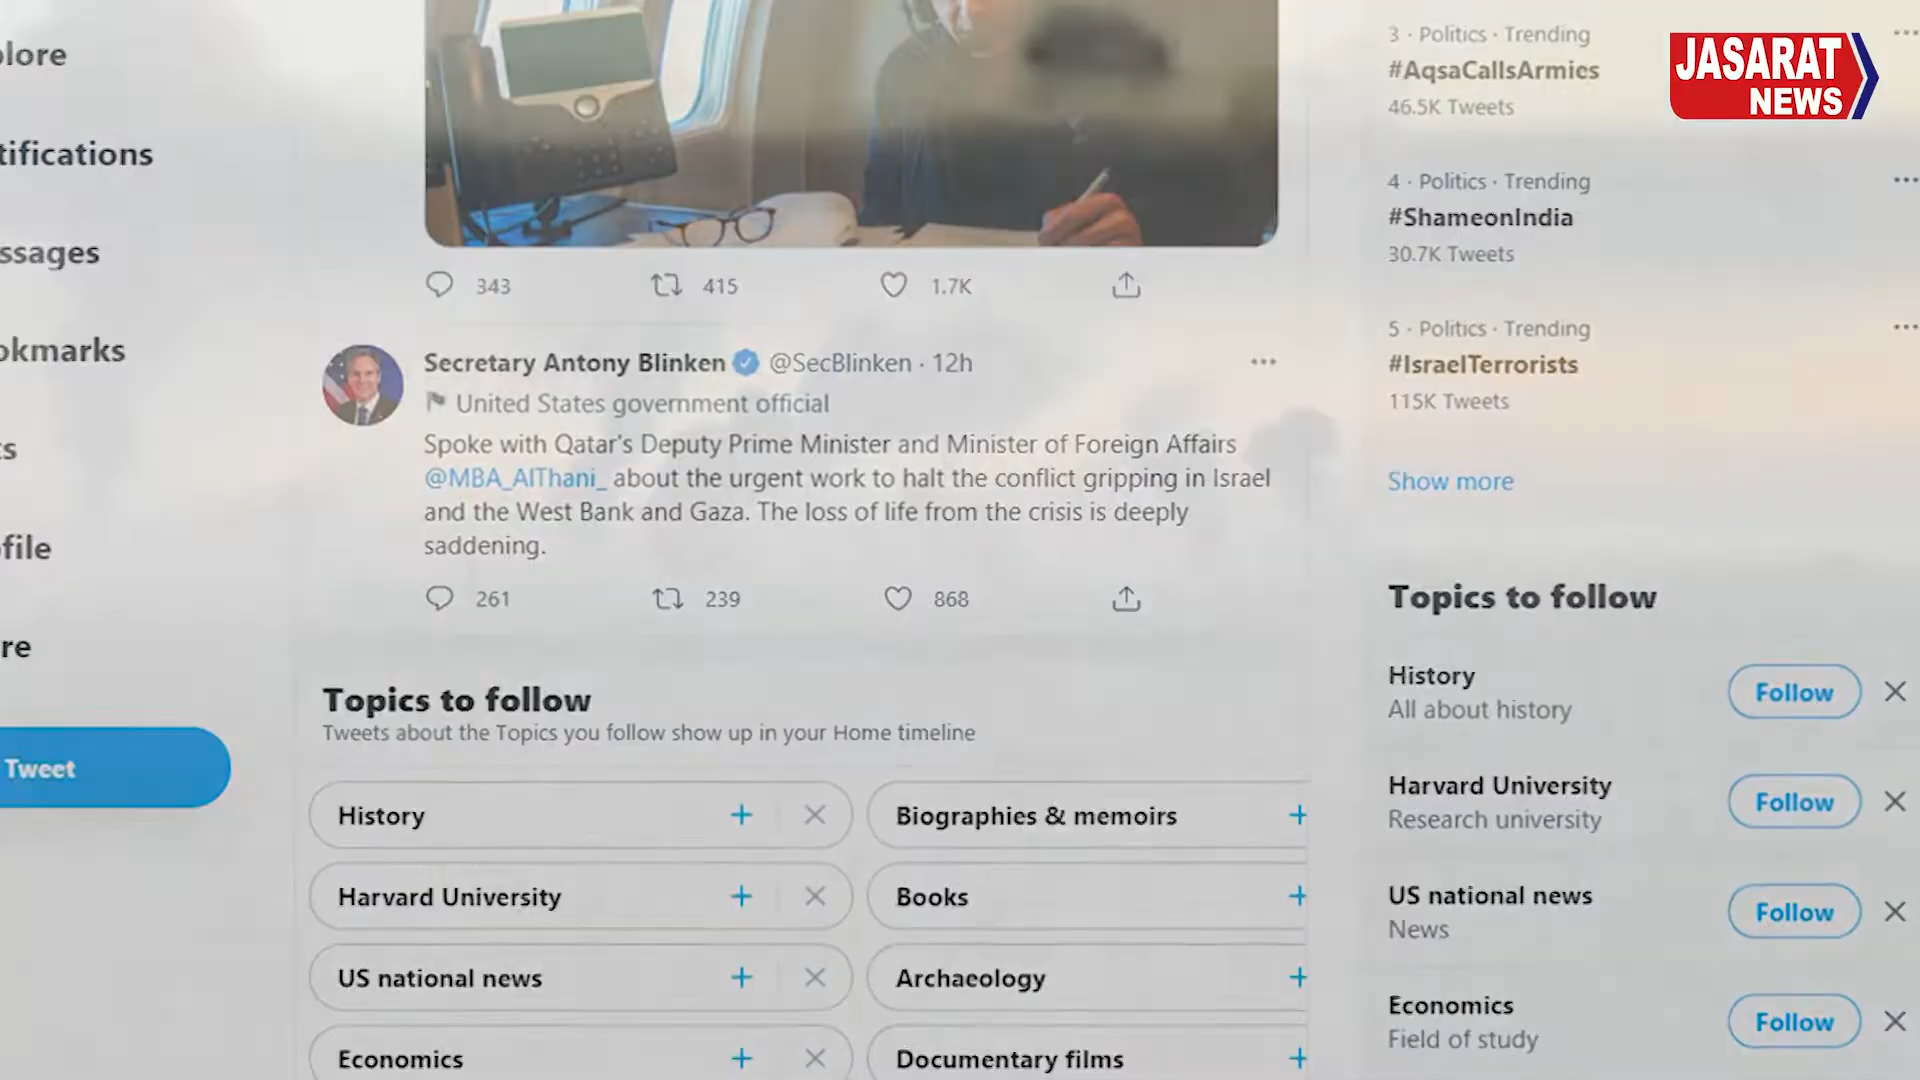 plore
tifications
ssages
okmarks
ts
ofile
re
Tweet
343
415
1.7K
Secretary Antony Blinken @SecBlinken · 12h
United States government official
Spoke with Qatar's Deputy Prime Minister and Minister of Foreign Affairs
@MBA_AlThani_ about the urgent work to halt the conflict gripping in Israel
and the West Bank and Gaza. The loss of life from the crisis is deeply
saddening.
261
239
868
Topics to follow
Tweets about the Topics you follow show up in your Home timeline
History
Biographies & memoirs
Harvard University
Books
US national news
Archaeology
Economics
Documentary films
3 · Politics · Trending
#AqsaCallsArmies
46.5K Tweets
4 · Politics · Trending
#ShameonIndia
30.7K Tweets
5 · Politics · Trending
#IsraelTerrorists
115K Tweets
Show more
Topics to follow
History
All about history
Follow
Harvard University
Research university
Follow
US national news
News
Follow
Economics
Field of study
Follow
JASARAT
NEWS